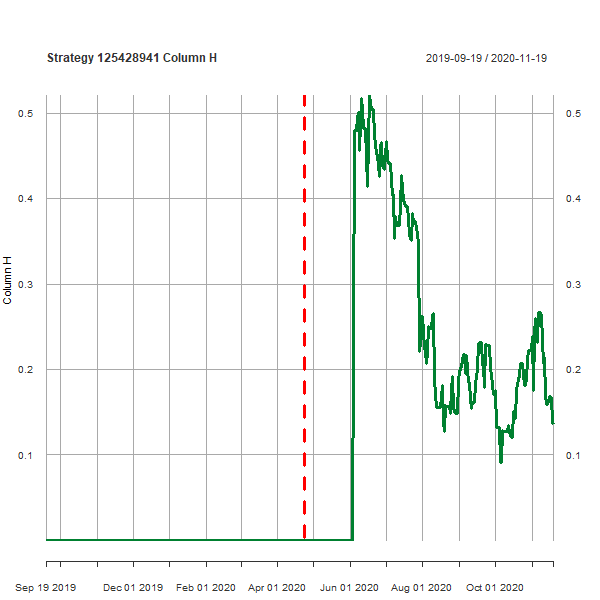 Strategy 125428941 Column H
2019-09-19 / 2020-11-19
0.5
0.5
0.4
0.4
0.3
0.3
Column H
0.2
0.2
0.1
0.1
Sep 19 2019
Dec 01 2019
Feb 01 2020
Apr 01 2020
Jun 01 2020
Aug 01 2020
Oct 01 2020